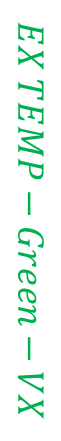 EX TEMP – Green – VX